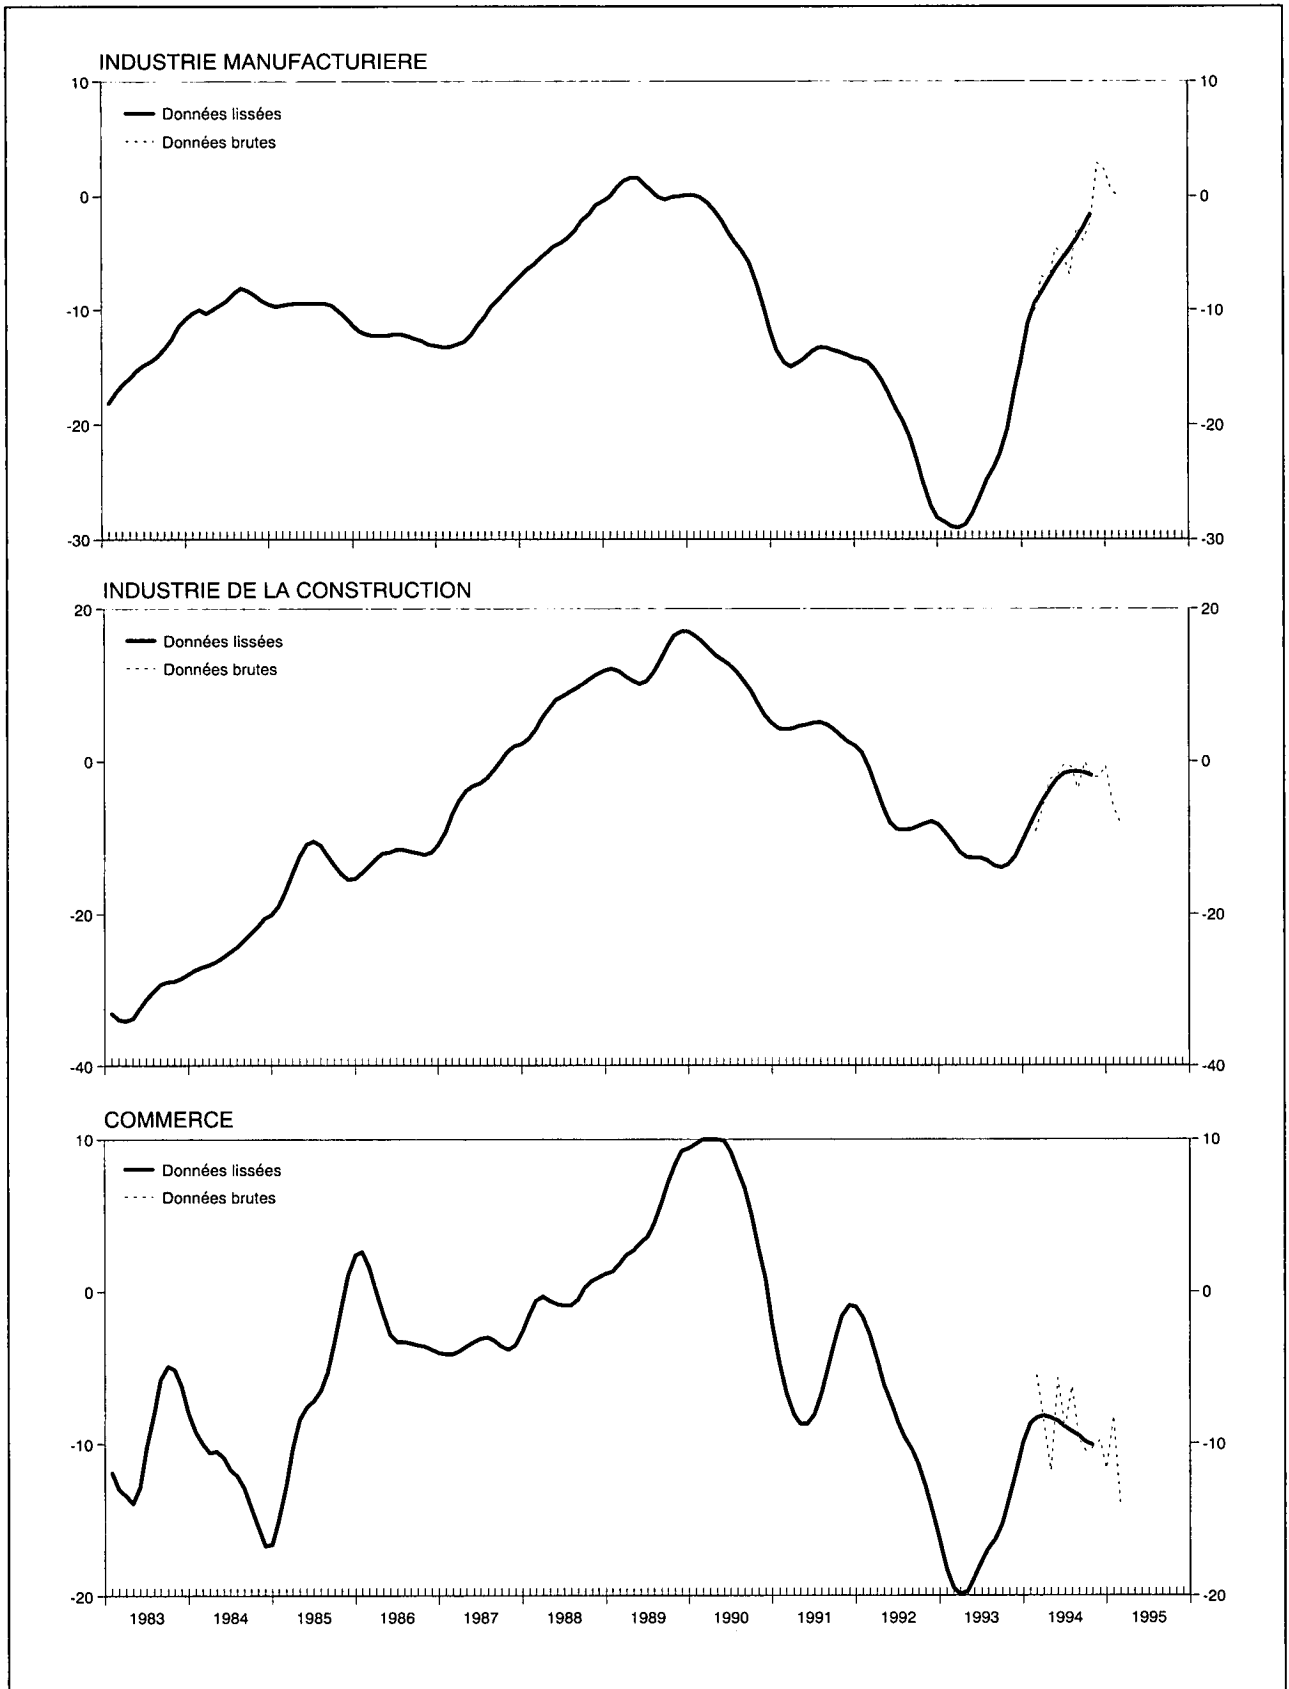 INDUSTRIE MANUFACTURIERE
10
10
Données lissées
Données brutes
0
0
-10
-10
-20
-20
-30
-30
INDUSTRIE DE LA CONSTRUCTION
20
20
Données lissées
Données brutes
0
0
-20
-20
-40
-40
COMMERCE
10
10
Données lissées
Données brutes
0
0
-10
-10
-20
-20
1983 1984 1985 1986 1987 1988 1989 1990 1991 1992 1993 1994 1995